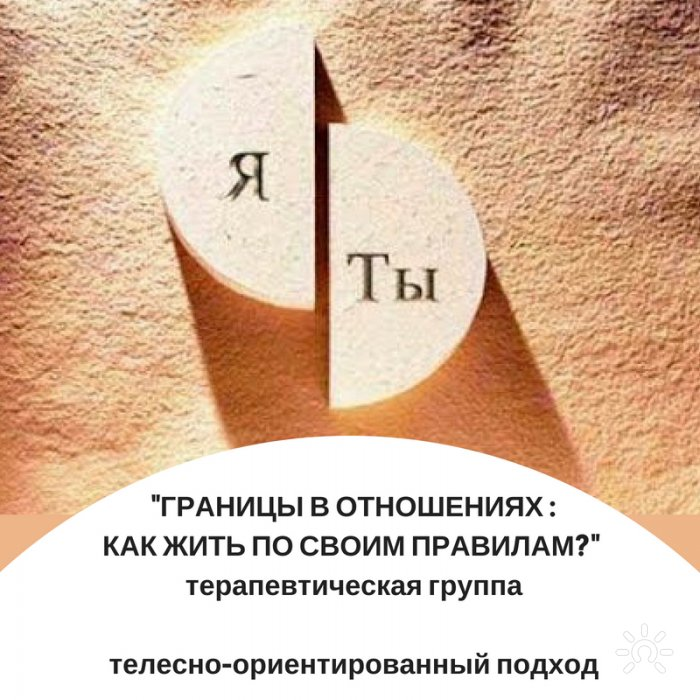 Я
Ты
"ГРАНИЦЫ В ОТНОШЕНИЯХ :
КАК ЖИТЬ ПО СВОИМ ПРАВИЛАМ?"
терапевтическая группа
телесно-ориентированный подход